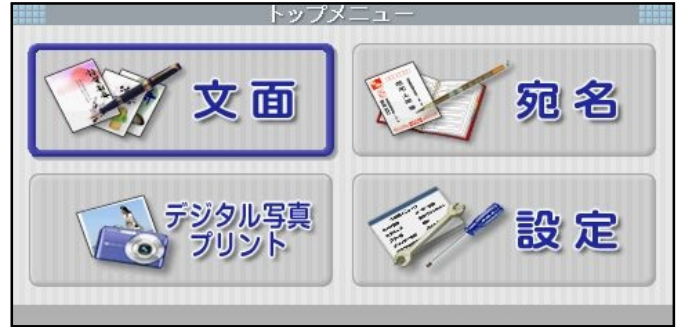 トップメニュー
文面
宛名
デジタル写真
プリント
設定